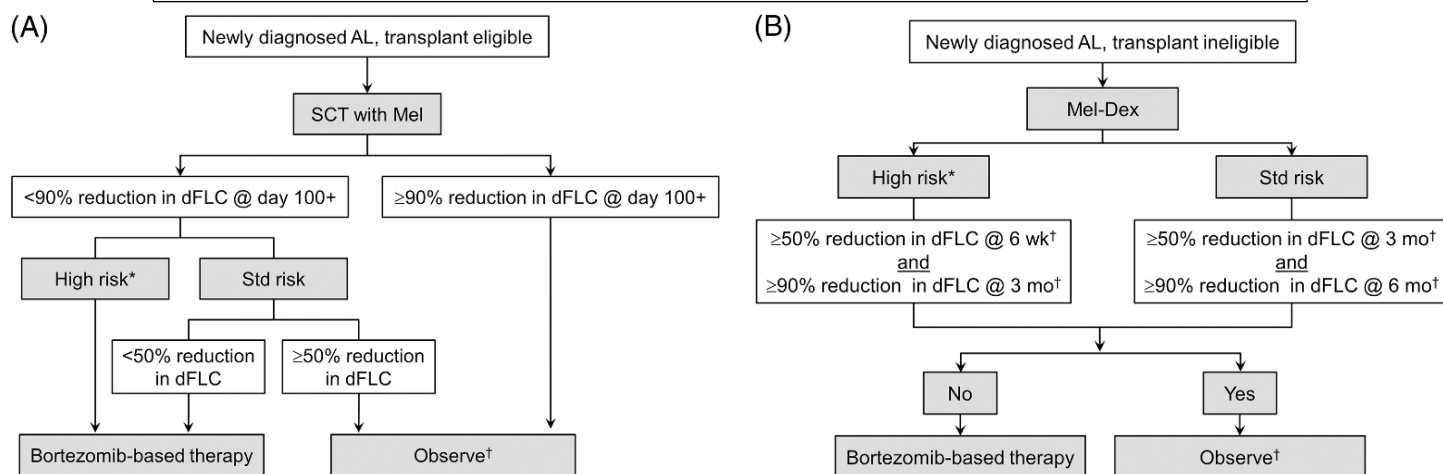 (A)
Newly diagnosed AL, transplant eligible
SCT with Mel
<90% reduction in dFLC @ day 100+
≥90% reduction in dFLC @ day 100+
High risk*
Std risk
<50% reduction
in dFLC
≥50% reduction
in dFLC
Bortezomib-based therapy
Observe†
(B)
Newly diagnosed AL, transplant ineligible
Mel-Dex
High risk*
Std risk
≥50% reduction in dFLC @ 6 wk†
and
≥90% reduction in dFLC @ 3 mo†
≥50% reduction in dFLC @ 3 mo†
and
≥90% reduction in dFLC @ 6 mo†
No
Yes
Bortezomib-based therapy
Observe†